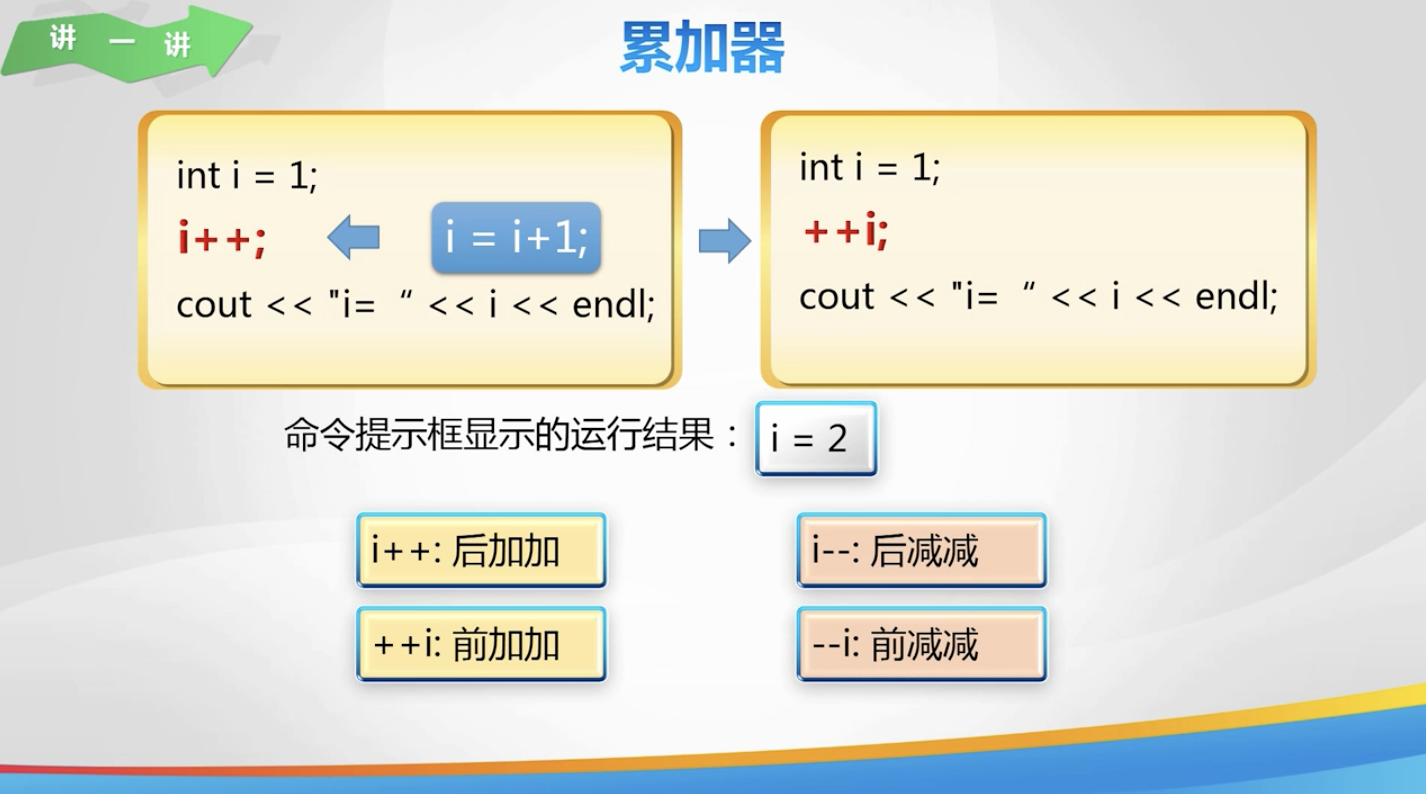 讲一讲
累加器
int i = 1;
i++;
i = i+1;
cout << "i= “ << i << endl;
int i = 1;
++i;
cout << "i= “ << i << endl;
命令提示框显示的运行结果：
i = 2
i++: 后加加
i--: 后减减
++i: 前加加
--i: 前减减